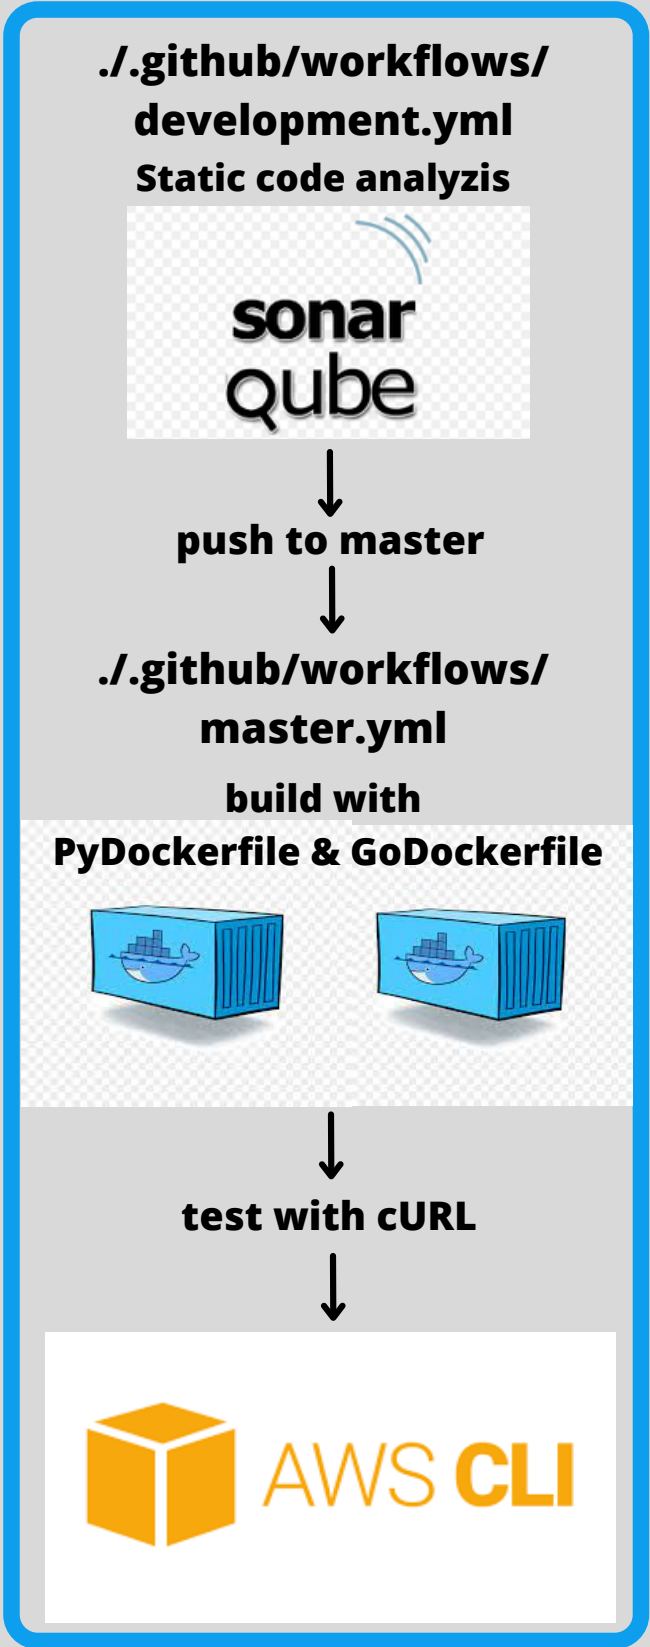 ./.github/workflows/
development.yml
Static code analyzis
sonar
qube
push to master
./.github/workflows/
master.yml
build with
PyDockerfile & GoDockerfile
test with cURL
AWS CLI